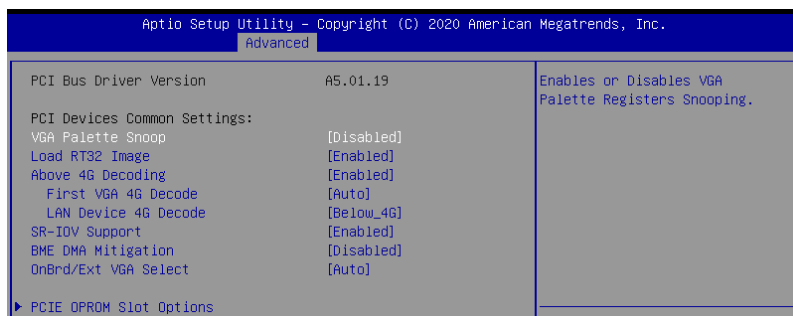 Aptio Setup Utility – Copyright (C) 2020 American Megatrends, Inc.
Advanced
PCI Bus Driver Version A5.01.19
PCI Devices Common Settings:
VGA Palette Snoop [Disabled]
Load RT32 Image [Enabled]
Above 4G Decoding [Enabled]
First VGA 4G Decode [Auto]
LAN Device 4G Decode [Below_4G]
SR-IOV Support [Enabled]
BME DMA Mitigation [Disabled]
OnBrd/Ext VGA Select [Auto]
PCIE OPROM Slot Options
Enables or Disables VGA
Palette Registers Snooping.